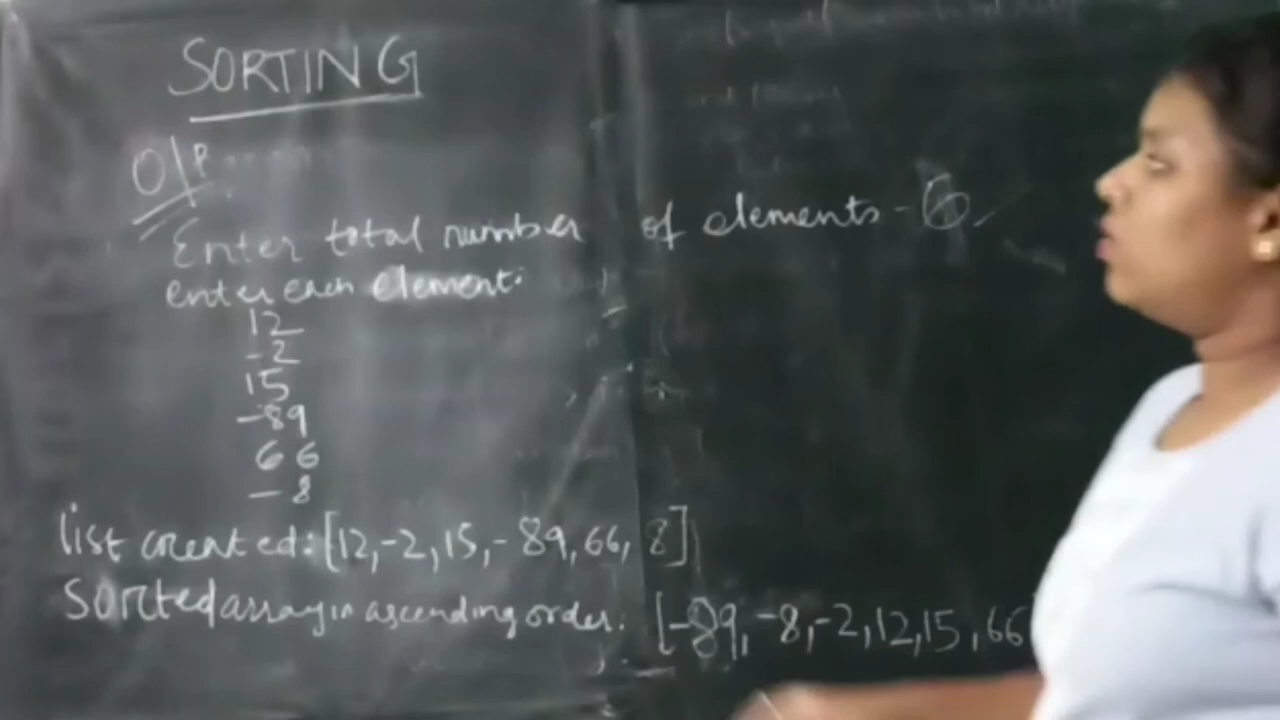 SORTING
O|P
Enter total number of elements - 6
enter each element:
12
-2
15
-89
66
-8
list created: [12,-2,15,-89,66, 8]
Sorted array in ascending order: [-89,-8,-2,12,15,66